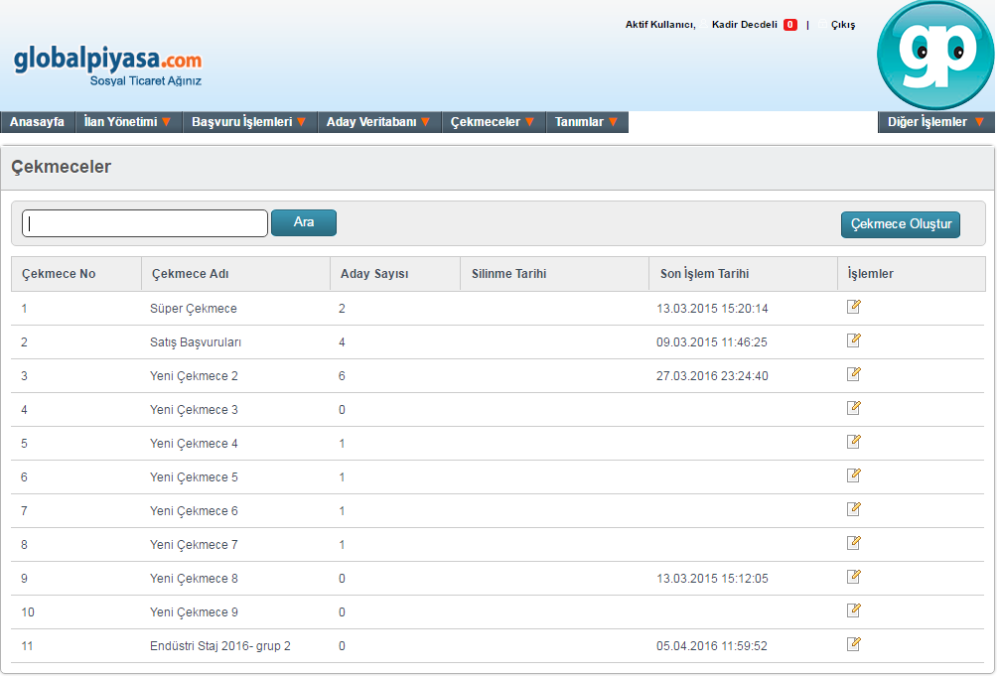 Aktif Kullanıcı, Kadir Decdeli 0 | Çıkış
globalpiyasa.com
Sosyal Ticaret Ağınız
gp
Anasayfa İlan Yönetimi Başvuru İşlemleri Aday Veritabanı Çekmeceler Tanımlar Diğer İşlemler
Çekmeceler
Ara Çekmece Oluştur
Çekmece No Çekmece Adı Aday Sayısı Silinme Tarihi Son İşlem Tarihi İşlemler
1 Süper Çekmece 2 13.03.2015 15:20:14
2 Satış Başvuruları 4 09.03.2015 11:46:25
3 Yeni Çekmece 2 6 27.03.2016 23:24:40
4 Yeni Çekmece 3 0
5 Yeni Çekmece 4 1
6 Yeni Çekmece 5 1
7 Yeni Çekmece 6 1
8 Yeni Çekmece 7 1
9 Yeni Çekmece 8 0 13.03.2015 15:12:05
10 Yeni Çekmece 9 0
11 Endüstri Staj 2016- grup 2 0 05.04.2016 11:59:52